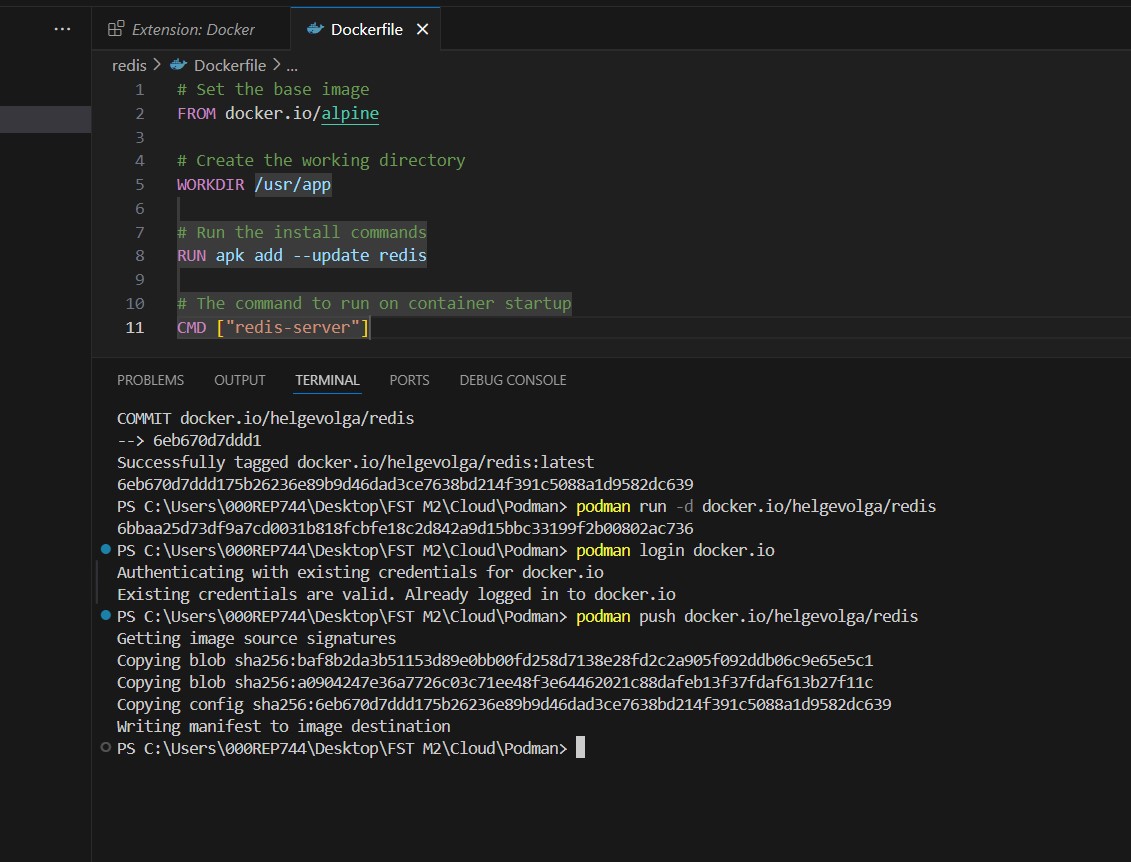 ...
Extension: Docker
Dockerfile
redis > Dockerfile > ...
1 # Set the base image
2 FROM docker.io/alpine
3
4 # Create the working directory
5 WORKDIR /usr/app
6
7 # Run the install commands
8 RUN apk add --update redis
9
10 # The command to run on container startup
11 CMD ["redis-server"]
PROBLEMS OUTPUT TERMINAL PORTS DEBUG CONSOLE
COMMIT docker.io/helgevolga/redis
--> 6eb670d7ddd1
Successfully tagged docker.io/helgevolga/redis:latest
6eb670d7ddd175b26236e89b9d46dad3ce7638bd214f391c5088a1d9582dc639
PS C:\Users\000REP744\Desktop\FST M2\Cloud\Podman> podman run -d docker.io/helgevolga/redis
6bbaa25d73df9a7cd0031b818fcbfe18c2d842a9d15bbc33199f2b00802ac736
PS C:\Users\000REP744\Desktop\FST M2\Cloud\Podman> podman login docker.io
Authenticating with existing credentials for docker.io
Existing credentials are valid. Already logged in to docker.io
PS C:\Users\000REP744\Desktop\FST M2\Cloud\Podman> podman push docker.io/helgevolga/redis
Getting image source signatures
Copying blob sha256:baf8b2da3b51153d89e0bb00fd258d7138e28fd2c2a905f092ddb06c9e65e5c1
Copying blob sha256:a0904247e36a7726c03c71ee48f3e64462021c88dafeb13f37fdaf613b27f11c
Copying config sha256:6eb670d7ddd175b26236e89b9d46dad3ce7638bd214f391c5088a1d9582dc639
Writing manifest to image destination
PS C:\Users\000REP744\Desktop\FST M2\Cloud\Podman>